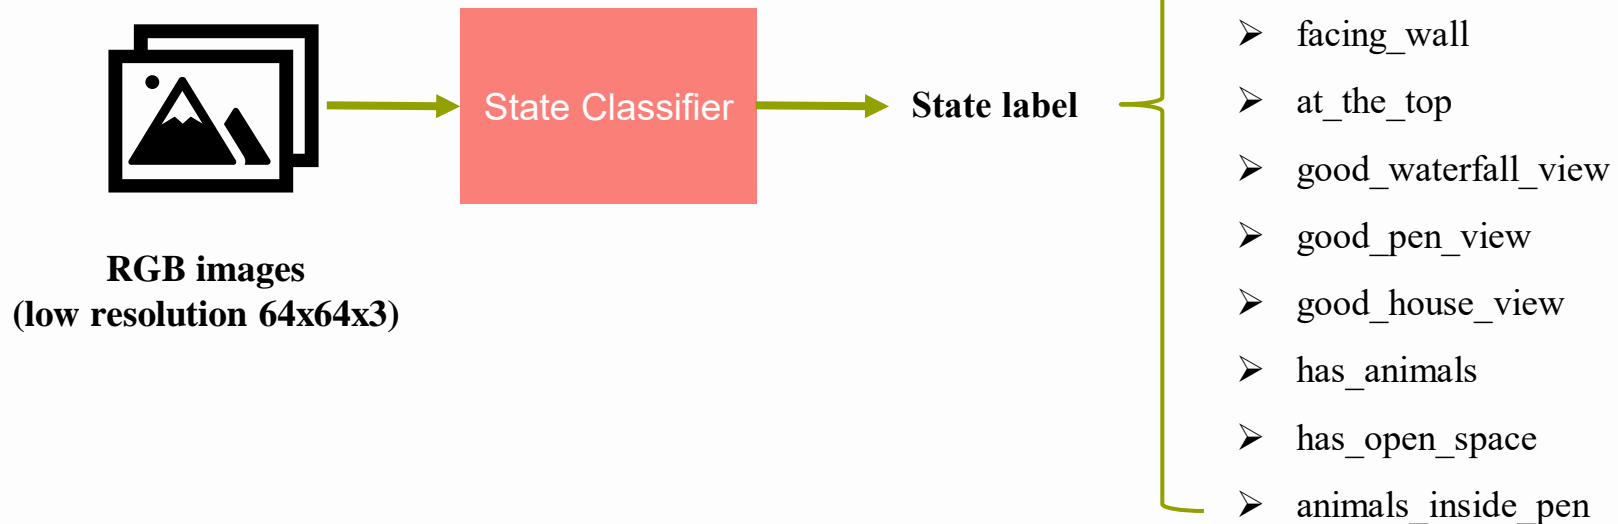 State Classifier
State label
RGB images
(low resolution 64x64x3)
facing_wall
at_the_top
good_waterfall_view
good_pen_view
good_house_view
has_animals
has_open_space
animals_inside_pen